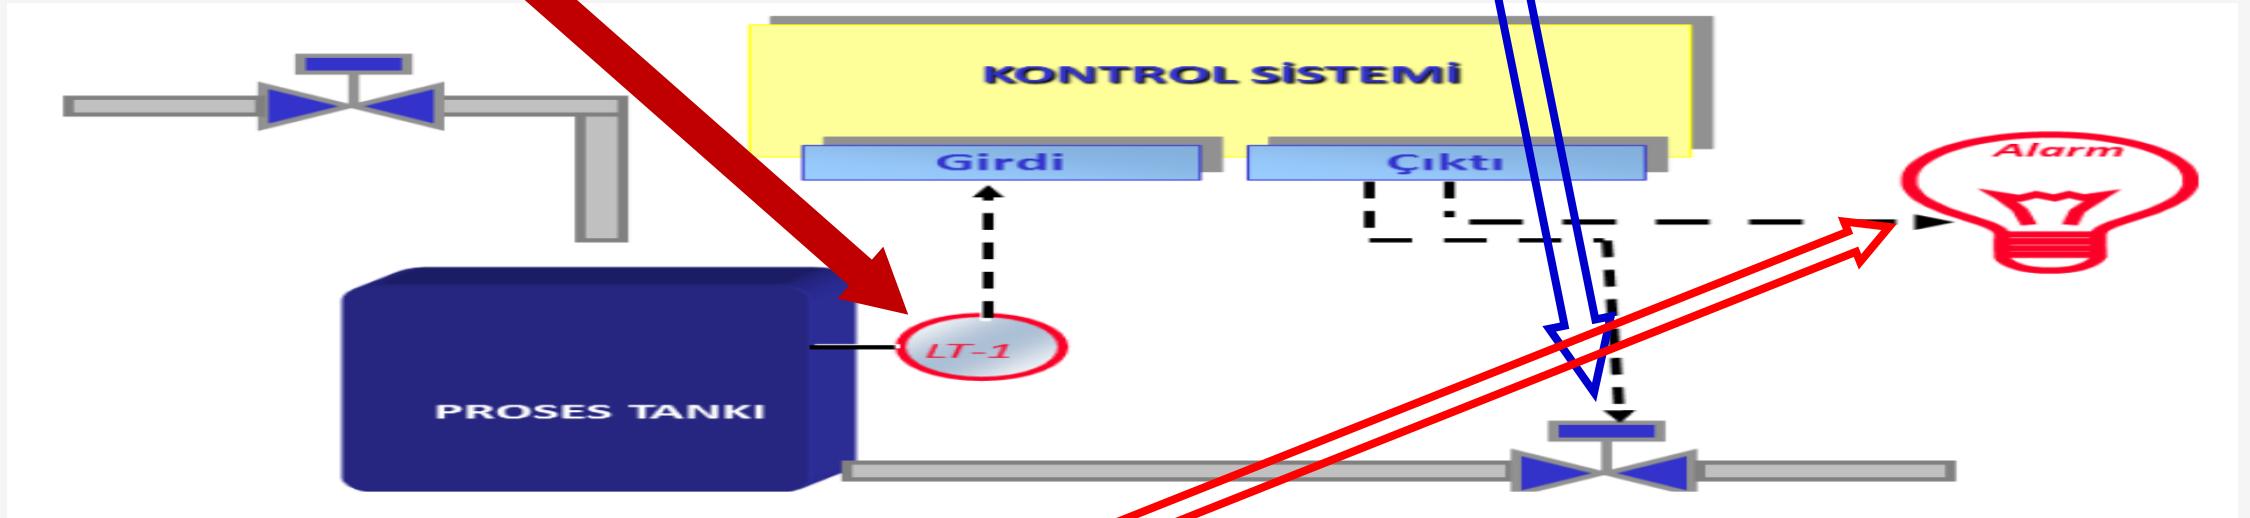 KONTROL SİSTEMİ
Girdi
Çıktı
Alarm
LT-1
PROSES TANKI